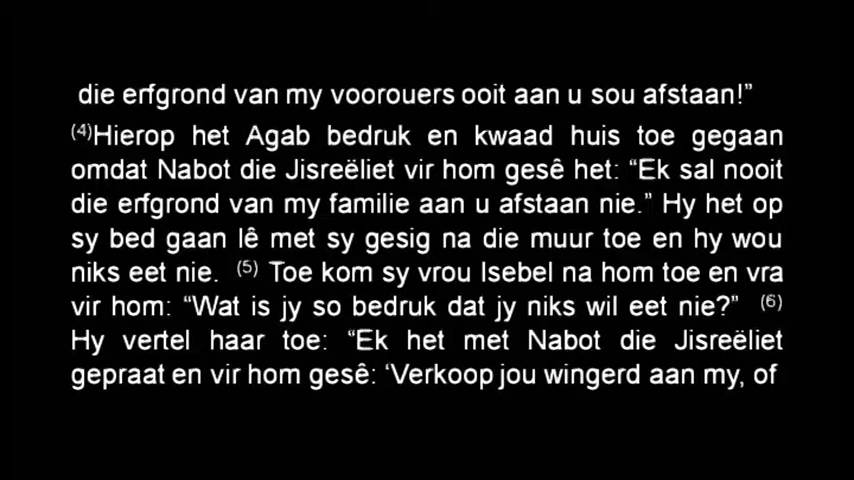 die erfgrond van my voorouers ooit aan u sou afstaan!”
(4)Hierop het Agab bedruk en kwaad huis toe gegaan
omdat Nabot die Jisreëliet vir hom gesê het: “Ek sal nooit
die erfgrond van my familie aan u afstaan nie.” Hy het op
sy bed gaan lê met sy gesig na die muur toe en hy wou
niks eet nie. (5) Toe kom sy vrou Isebel na hom toe en vra
vir hom: “Wat is jy so bedruk dat jy niks wil eet nie?” (6)
Hy vertel haar toe: “Ek het met Nabot die Jisreëliet
gepraat en vir hom gesê: ‘Verkoop jou wingerd aan my, of